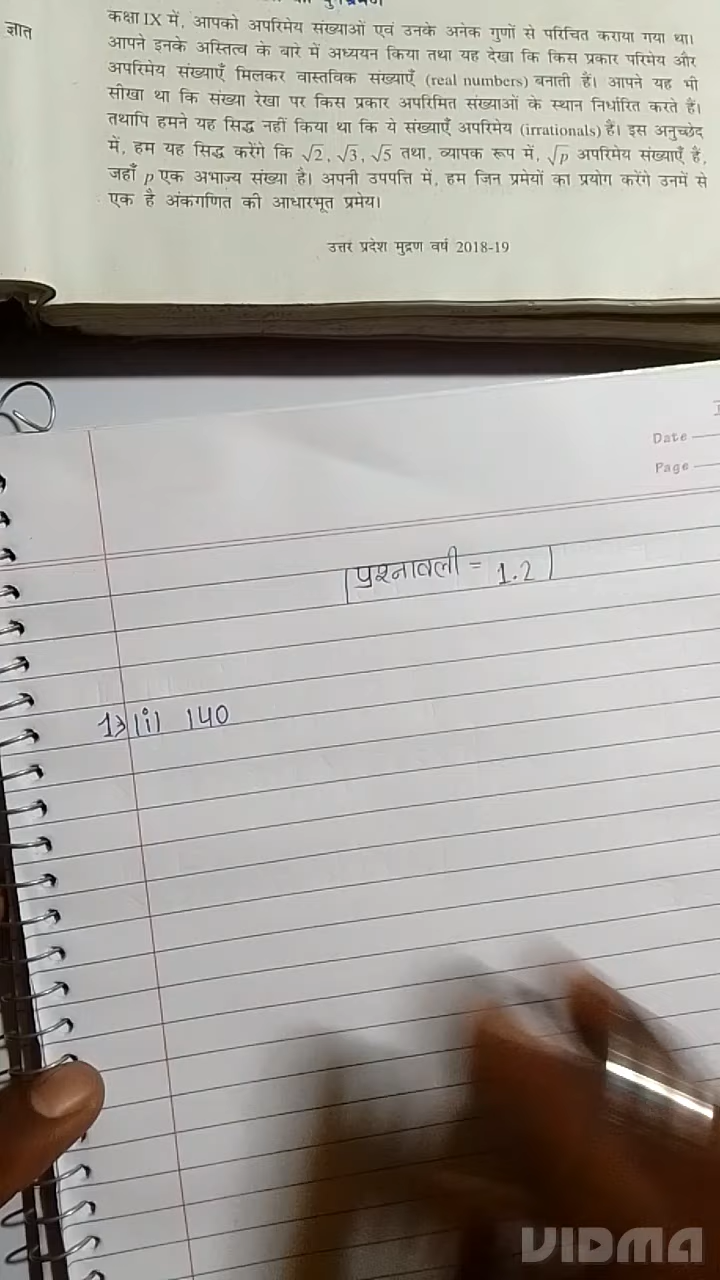 ज्ञात
कक्षा IX में, आपको अपरिमेय संख्याओं एवं उनके अनेक गुणों से परिचित कराया गया था।
आपने इनके अस्तित्व के बारे में अध्ययन किया तथा यह देखा कि किस प्रकार परिमेय और
अपरिमेय संख्याएँ मिलकर वास्तविक संख्याएँ (real numbers) बनाती हैं। आपने यह भी
सीखा था कि संख्या रेखा पर किस प्रकार अपरिमित संख्याओं के स्थान निर्धारित करते हैं।
तथापि हमने यह सिद्ध नहीं किया था कि ये संख्याएँ अपरिमेय (irrationals) हैं। इस अनुच्छेद
में, हम यह सिद्ध करेंगे कि √2, √3, √5 तथा, व्यापक रूप में, √p अपरिमेय संख्याएँ हैं,
जहाँ p एक अभाज्य संख्या है। अपनी उपपत्ति में, हम जिन प्रमेयों का प्रयोग करेंगे उनमें से
एक है अंकगणित की आधारभूत प्रमेय।
उत्तर प्रदेश मुद्रण वर्ष 2018-19
Date
Page
प्रश्नावली = 1.2
1> (i) 140
VIDMA